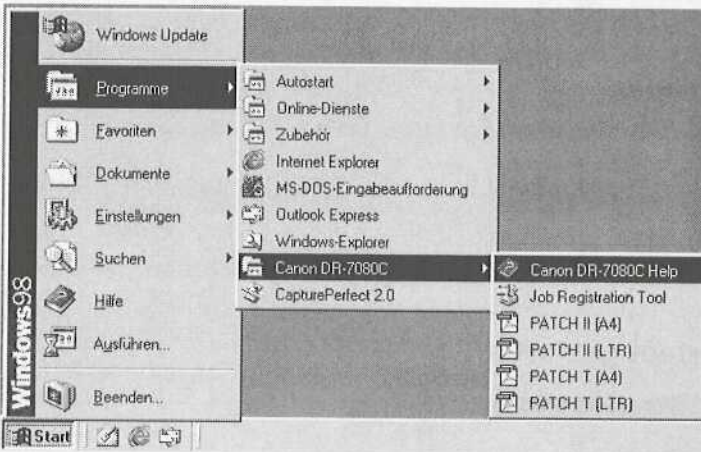 Windows Update
Programme
Favoriten
Dokumente
Einstellungen
Suchen
Hilfe
Ausführen...
Beenden...
Windows98
Start
Autostart
Online-Dienste
Zubehör
Internet Explorer
MS-DOS-Eingabeaufforderung
Outlook Express
Windows-Explorer
Canon DR-7080C
CapturePerfect 2.0
Canon DR-7080C Help
Job Registration Tool
PATCH II (A4)
PATCH II (LTR)
PATCH T (A4)
PATCH T (LTR)